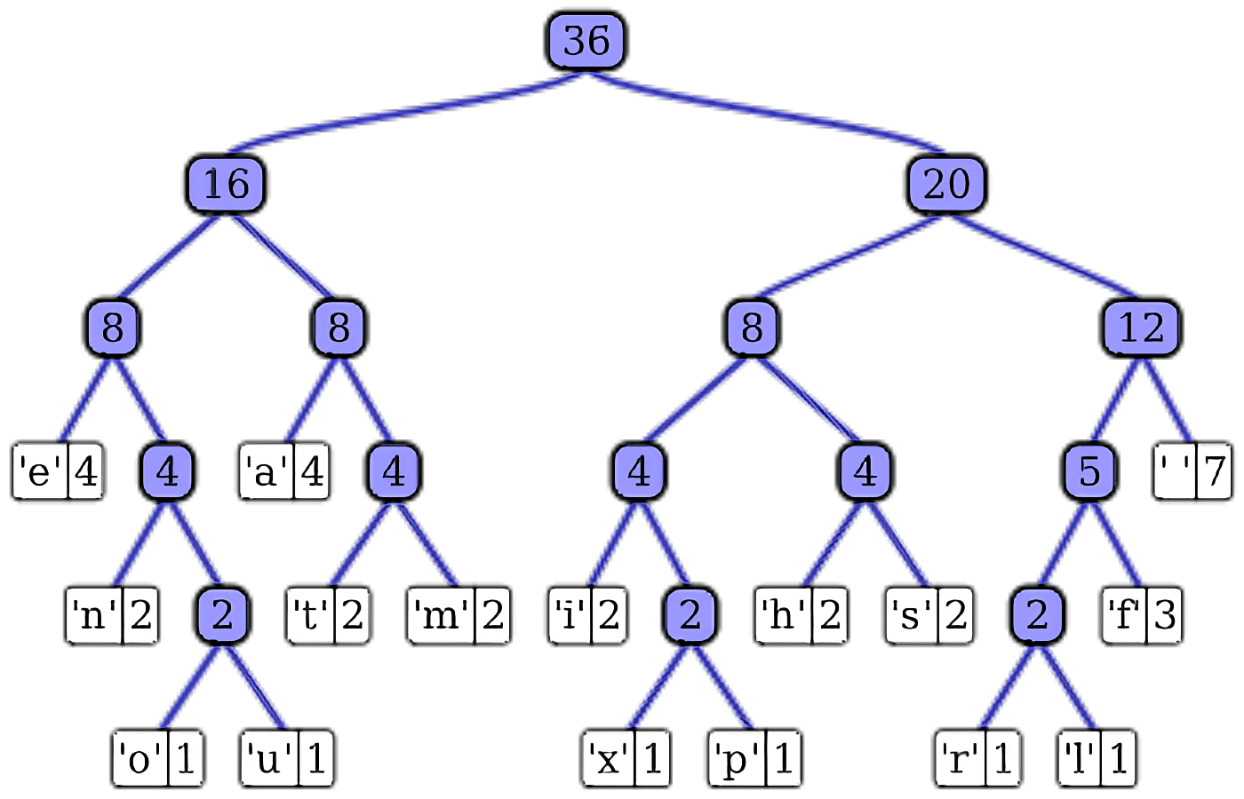 36
16 20
8 8 8 12
'e' 4 4 'a' 4 4 4 4 5 ' ' 7
'n' 2 2 't' 2 'm' 2 'i' 2 2 'h' 2 's' 2 2 'f' 3
'o' 1 'u' 1 'x' 1 'p' 1 'r' 1 'l' 1